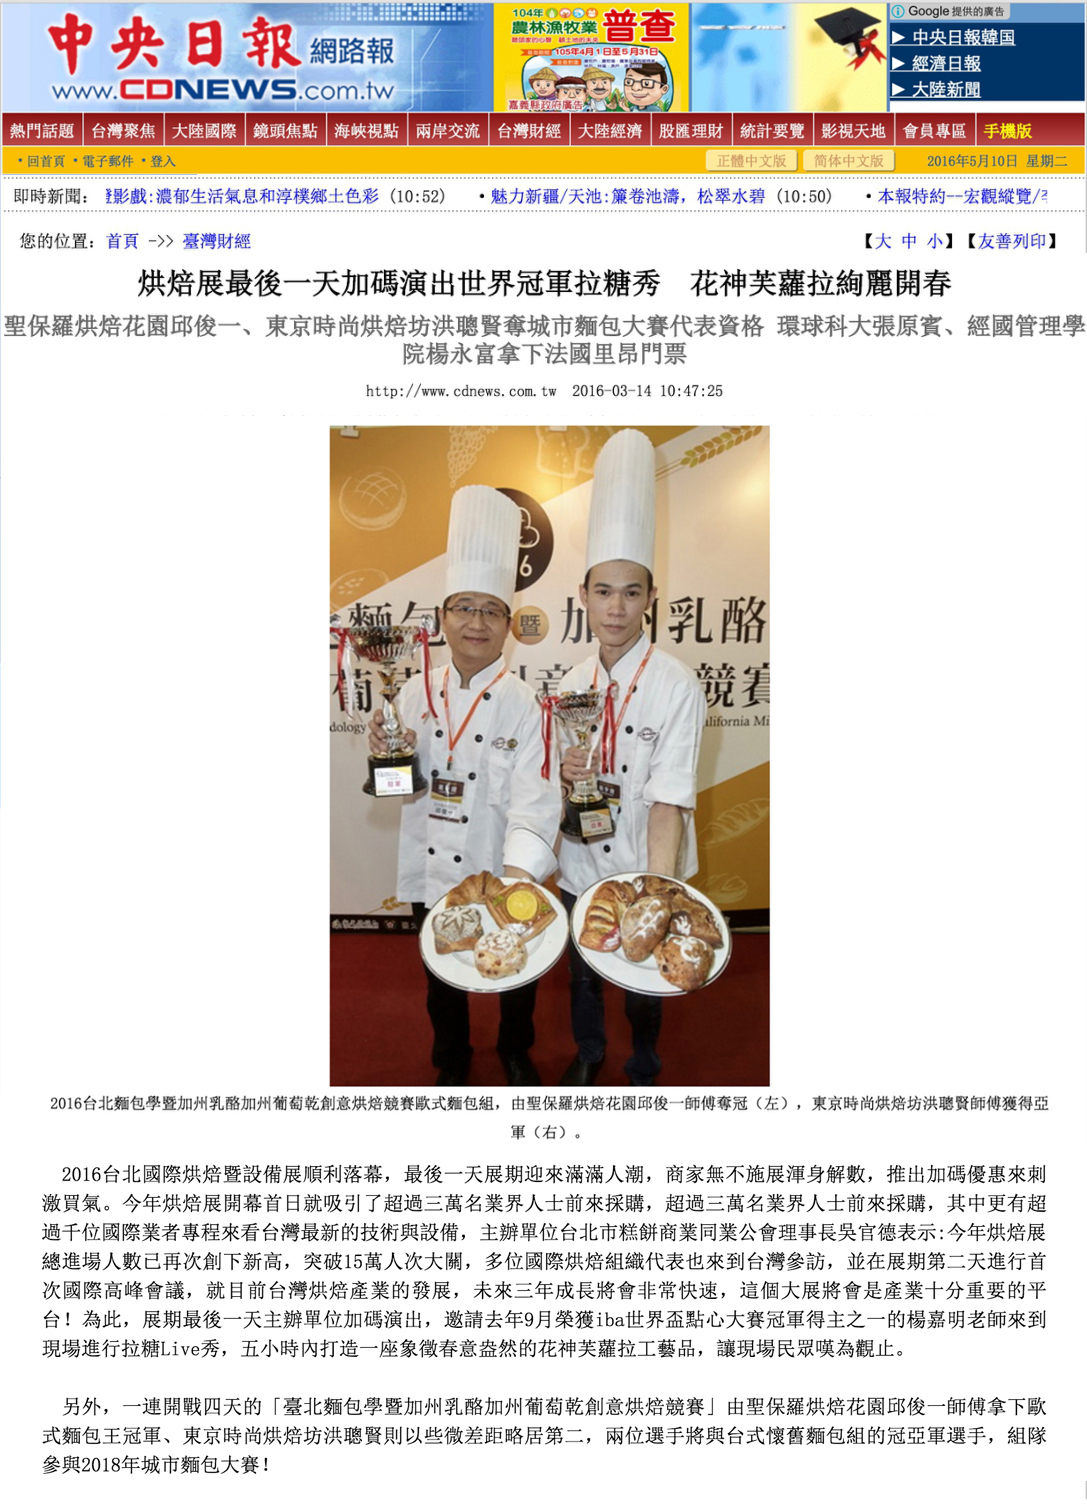 中央日報 網路報
www.CDNEWS.com.tw
104年
農林漁牧業 普查
105年4月1日至5月31日
嘉義縣政府廣告
Google 提供的廣告
▶ 中央日報韓国
▶ 經濟日報
▶ 大陸新聞
熱門話題 台灣聚焦 大陸國際 鏡頭焦點 海峽視點 兩岸交流 台灣財經 大陸經濟 股匯理財 統計要覽 影視天地 會員專區 手機版
・回首頁 ・電子郵件 ・登入 正體中文版 简体中文版 2016年5月10日 星期二
即時新聞： 影戲:濃郁生活氣息和淳樸鄉土色彩 (10:52) ・魅力新疆/天池:簾卷池濤，松翠水碧 (10:50) ・本報特約--宏觀縱覽/
您的位置： 首頁 ->> 臺灣財經 【大 中 小】【友善列印】
烘焙展最後一天加碼演出世界冠軍拉糖秀 花神芙蘿拉絢麗開春
聖保羅烘焙花園邱俊一、東京時尚烘焙坊洪聰賢奪城市麵包大賽代表資格 環球科大張原賓、經國管理學
院楊永富拿下法國里昂門票
http://www.cdnews.com.tw 2016-03-14 10:47:25
6
麵包 暨 加州乳酪
葡萄 創意 競賽
dology
California Mi
冠軍
亞軍
2016台北麵包學暨加州乳酪加州葡萄乾創意烘焙競賽歐式麵包組，由聖保羅烘焙花園邱俊一師傅奪冠（左），東京時尚烘焙坊洪聰賢師傅獲得亞
軍（右）。
2016台北國際烘焙暨設備展順利落幕，最後一天展期迎來滿滿人潮，商家無不施展渾身解數，推出加碼優惠來刺
激買氣。今年烘焙展開幕首日就吸引了超過三萬名業界人士前來採購，超過三萬名業界人士前來採購，其中更有超
過千位國際業者專程來看台灣最新的技術與設備，主辦單位台北市糕餅商業同業公會理事長吳官德表示:今年烘焙展
總進場人數已再次創下新高，突破15萬人次大關，多位國際烘焙組織代表也來到台灣參訪，並在展期第二天進行首
次國際高峰會議，就目前台灣烘焙產業的發展，未來三年成長將會非常快速，這個大展將會是產業十分重要的平
台！為此，展期最後一天主辦單位加碼演出，邀請去年9月榮獲iba世界盃點心大賽冠軍得主之一的楊嘉明老師來到
現場進行拉糖Live秀，五小時內打造一座象徵春意盎然的花神芙蘿拉工藝品，讓現場民眾嘆為觀止。
另外，一連開戰四天的「臺北麵包學暨加州乳酪加州葡萄乾創意烘焙競賽」由聖保羅烘焙花園邱俊一師傅拿下歐
式麵包王冠軍、東京時尚烘焙坊洪聰賢則以些微差距略居第二，兩位選手將與台式懷舊麵包組的冠亞軍選手，組隊
參與2018年城市麵包大賽！